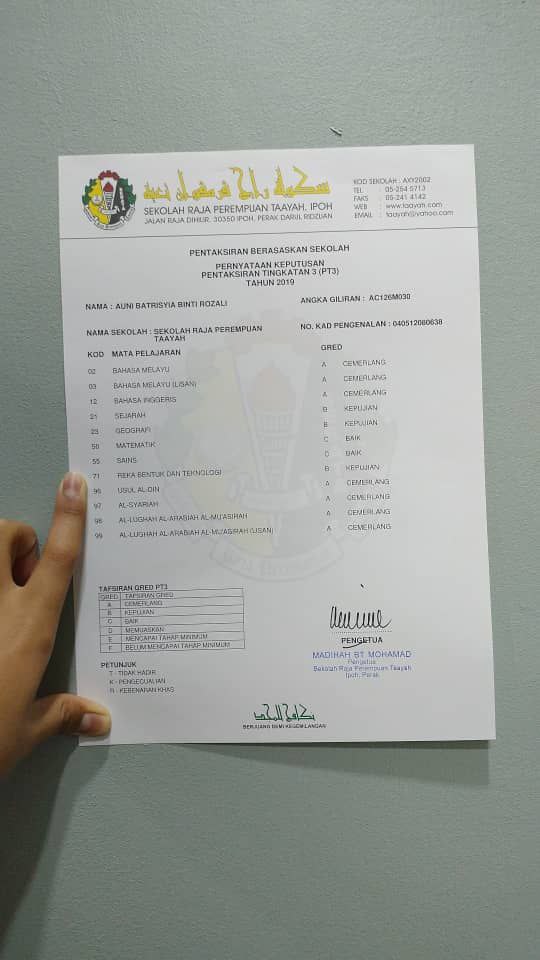 سكوله راج فرمفوان تعية
SEKOLAH RAJA PEREMPUAN TAAYAH, IPOH
JALAN RAJA DIHILIR, 30350 IPOH, PERAK DARUL RIDZUAN
KOD SEKOLAH : AXY2002
TEL : 05-254 5713
FAKS : 05-241 4142
WEB : www.taayah.com
EMAIL : taayah@yahoo.com
PENTAKSIRAN BERASASKAN SEKOLAH
PERNYATAAN KEPUTUSAN
PENTAKSIRAN TINGKATAN 3 (PT3)
TAHUN 2019
NAMA : AUNI BATRISYIA BINTI ROZALI ANGKA GILIRAN : AC126M030
NAMA SEKOLAH : SEKOLAH RAJA PEREMPUAN TAAYAH NO. KAD PENGENALAN : 040512080638
KOD MATA PELAJARAN GRED
02 BAHASA MELAYU A CEMERLANG
03 BAHASA MELAYU (LISAN) A CEMERLANG
12 BAHASA INGGERIS A CEMERLANG
21 SEJARAH B KEPUJIAN
23 GEOGRAFI B KEPUJIAN
50 MATEMATIK C BAIK
55 SAINS C BAIK
71 REKA BENTUK DAN TEKNOLOGI B KEPUJIAN
96 USUL AL-DIN A CEMERLANG
97 AL-SYARIAH A CEMERLANG
98 AL-LUGHAH AL-ARABIAH AL-MU'ASIRAH A CEMERLANG
99 AL-LUGHAH AL-ARABIAH AL-MU'ASIRAH (LISAN) A CEMERLANG
TAFSIRAN GRED PT3
GRED TAFSIRAN GRED
A CEMERLANG
B KEPUJIAN
C BAIK
D MEMUASKAN
E MENCAPAI TAHAP MINIMUM
F BELUM MENCAPAI TAHAP MINIMUM
PETUNJUK
T - TIDAK HADIR
K - PENGECUALIAN
R - KEBENARAN KHAS
PENGETUA
MADIHAH BT MOHAMAD
Pengetua
Sekolah Raja Perempuan Taayah
Ipoh, Perak
BERJUANG DEMI KEGEMILANGAN